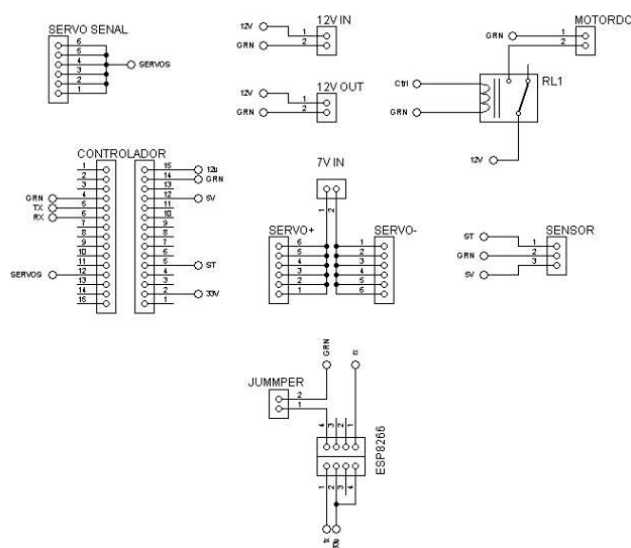 SERVO SENAL
6
5
4
3
2
1
SERVOS
12V IN
12V
GRN
1
2
12V OUT
12V
GRN
1
2
MOTORDC
GRN
1
2
Ctrl
GRN
RL1
12V
CONTROLADOR
1
2
3
GRN
4
TX
5
RX
6
7
8
9
10
11
SERVOS
12
13
14
15
15
12v
14
GRN
13
12
5V
11
10
9
8
7
6
5
ST
4
3
2
33V
1
7V IN
1
2
SERVO+
6
5
4
3
2
1
SERVO-
1
2
3
4
5
6
SENSOR
ST
1
GRN
2
5V
3
GRN
JUMMPER
2
1
4
3
2
1
ESP8266
1
2
3
4